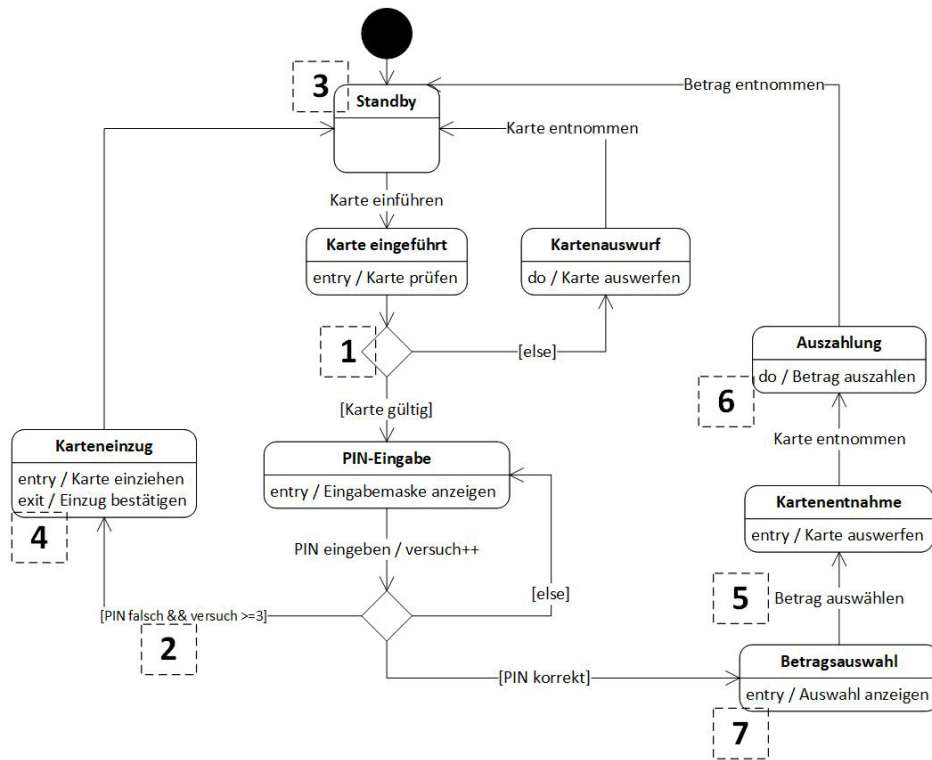 3
Standby
Betrag entnommen
Karte entnommen
Karte einführen
Karte eingeführt
entry / Karte prüfen
Kartenauswurf
do / Karte auswerfen
1
[else]
Auszahlung
do / Betrag auszahlen
6
[Karte gültig]
Karteneinzug
entry / Karte einziehen
exit / Einzug bestätigen
4
PIN-Eingabe
entry / Eingabemaske anzeigen
Karte entnommen
Kartenentnahme
entry / Karte auswerfen
PIN eingeben / versuch++
[else]
5
Betrag auswählen
[PIN falsch && versuch >=3]
2
[PIN korrekt]
Betragsauswahl
entry / Auswahl anzeigen
7